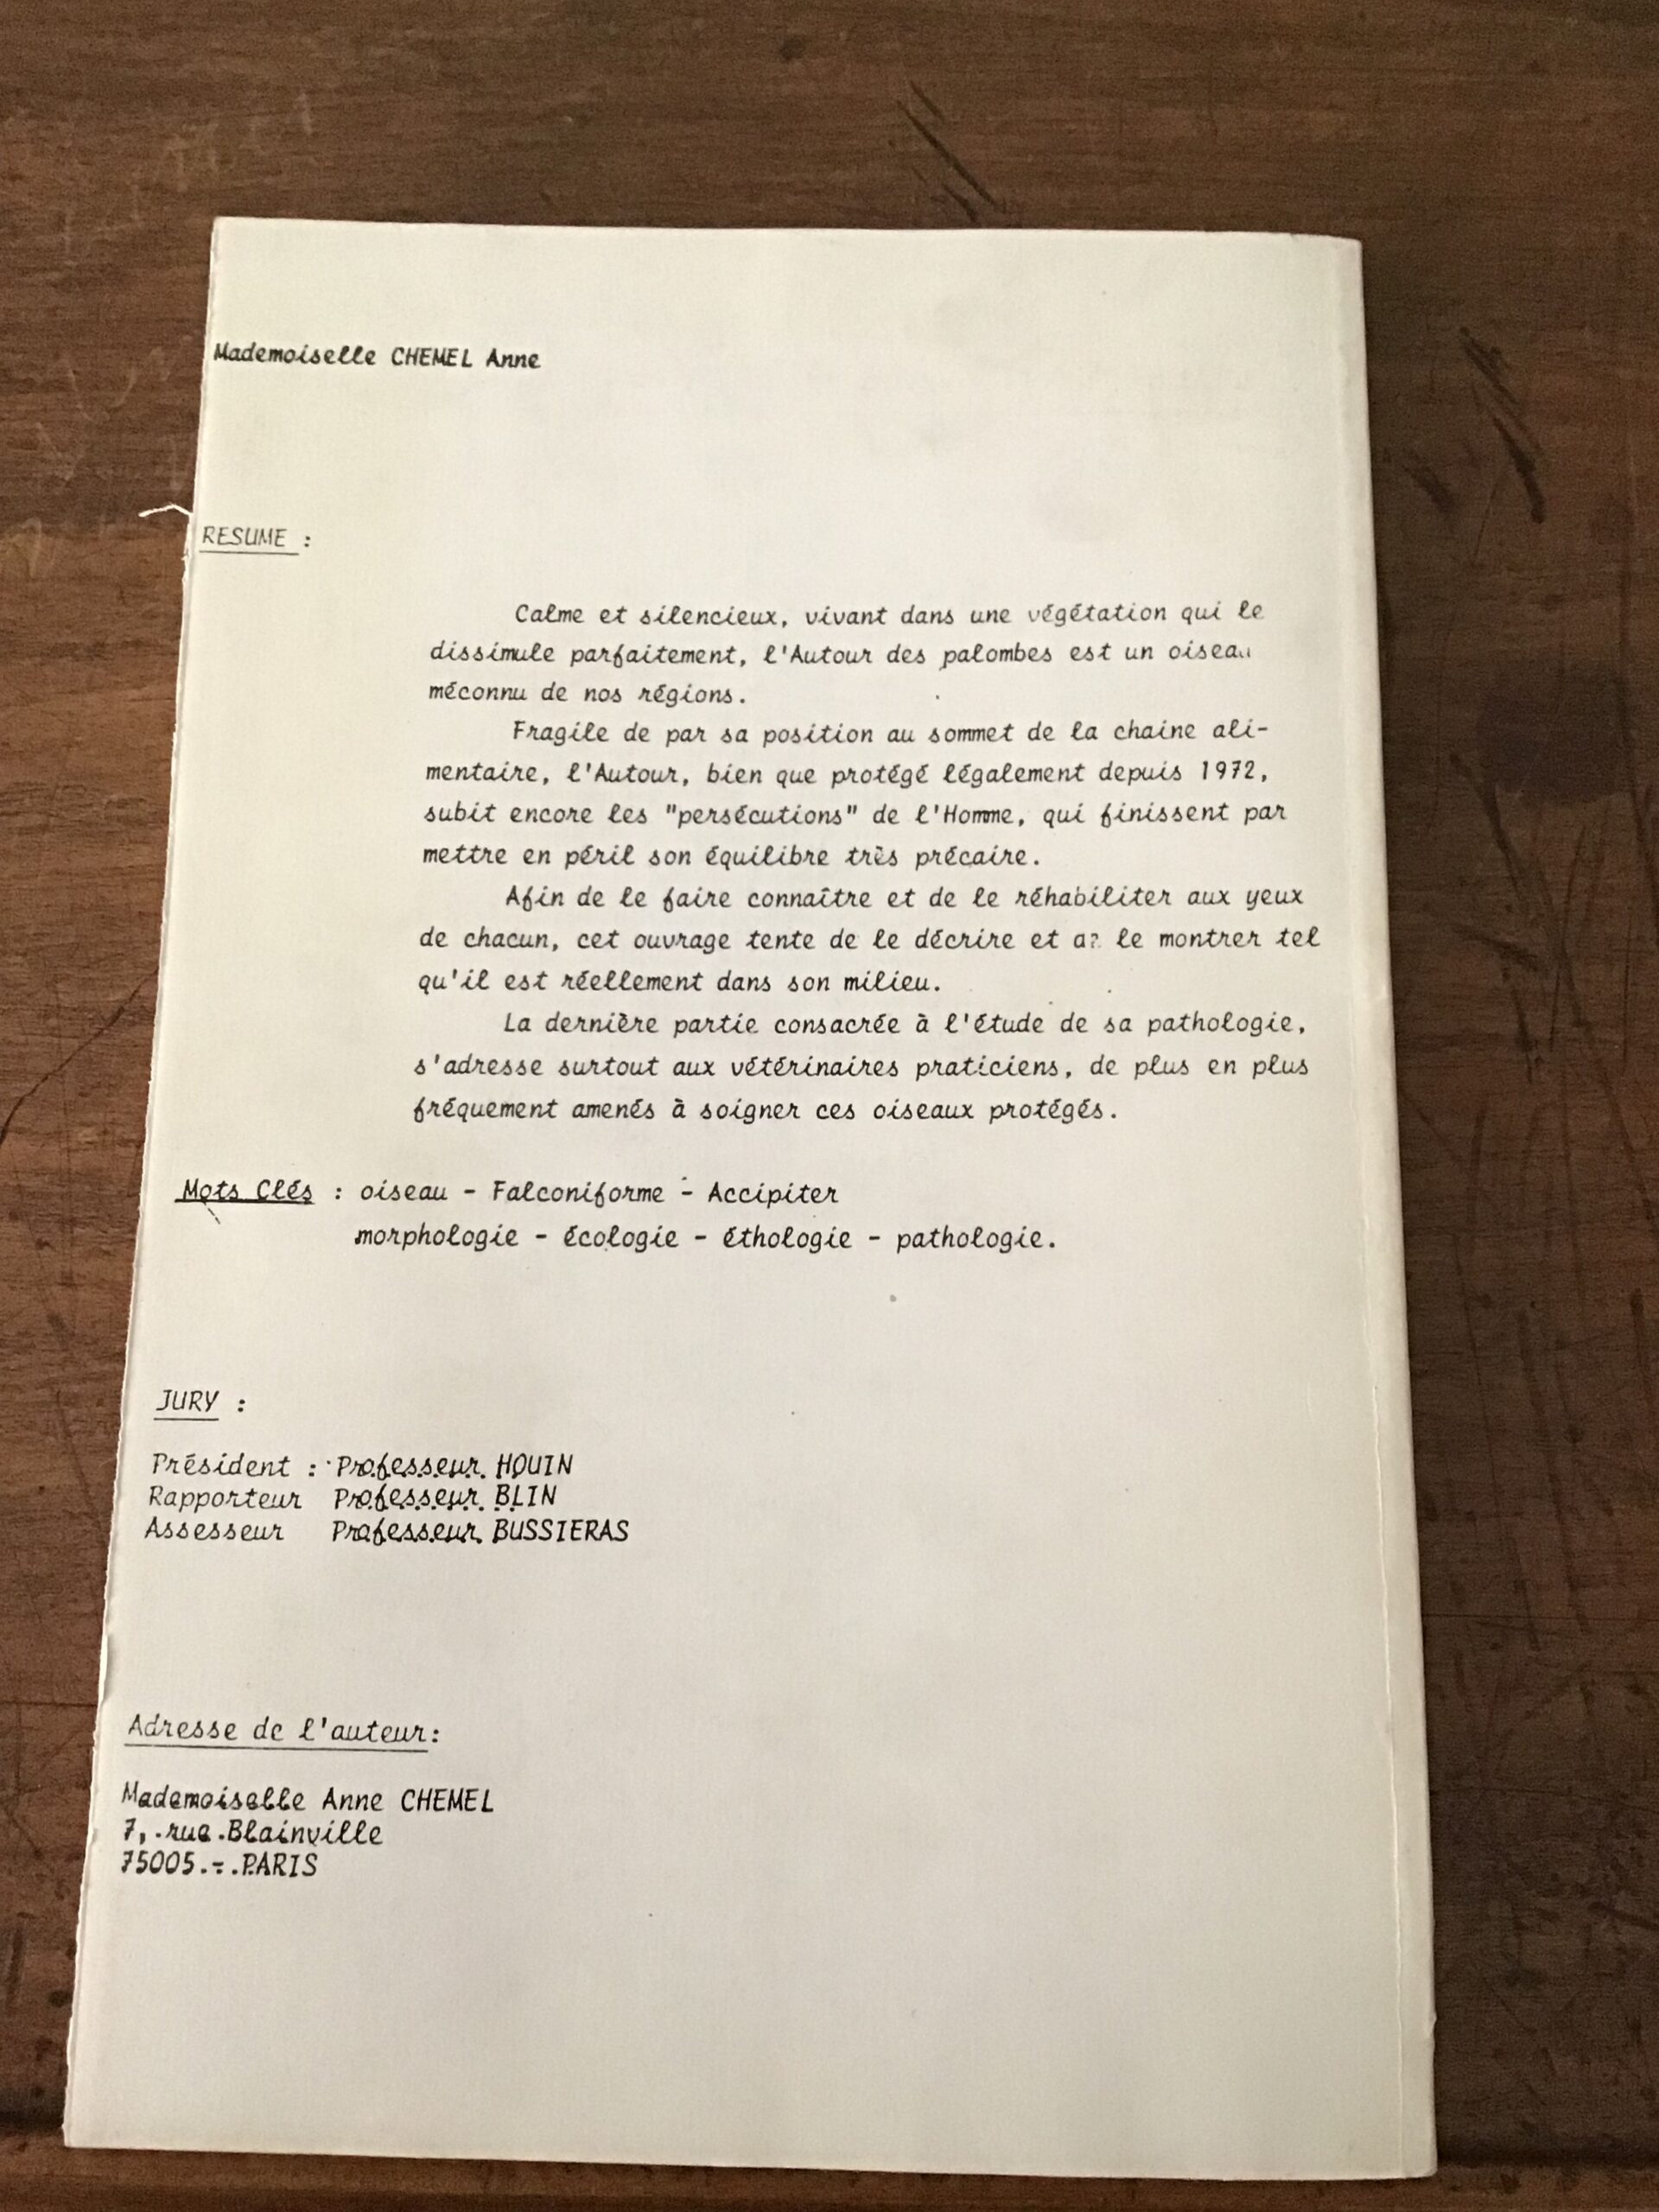 Mademoiselle CHEMEL Anne
RESUME :
Calme et silencieux, vivant dans une végétation qui le
dissimule parfaitement, l'Autour des palombes est un oiseau
méconnu de nos régions.
Fragile de par sa position au sommet de la chaine ali-
mentaire, l'Autour, bien que protégé légalement depuis 1972,
subit encore les "persécutions" de l'Homme, qui finissent par
mettre en péril son équilibre très précaire.
Afin de le faire connaître et de le réhabiliter aux yeux
de chacun, cet ouvrage tente de le décrire et le montrer tel
qu'il est réellement dans son milieu.
La dernière partie consacrée à l'étude de sa pathologie,
s'adresse surtout aux vétérinaires praticiens, de plus en plus
fréquement amenés à soigner ces oiseaux protégés.
Mots Clés : oiseau - Falconiforme - Accipiter
morphologie - écologie - éthologie - pathologie.
JURY :
Président : Professeur HOUIN
Rapporteur Professeur BLIN
Assesseur Professeur BUSSIERAS
Adresse de l'auteur:
Mademoiselle Anne CHEMEL
7, rue Blainville
75005 - PARIS